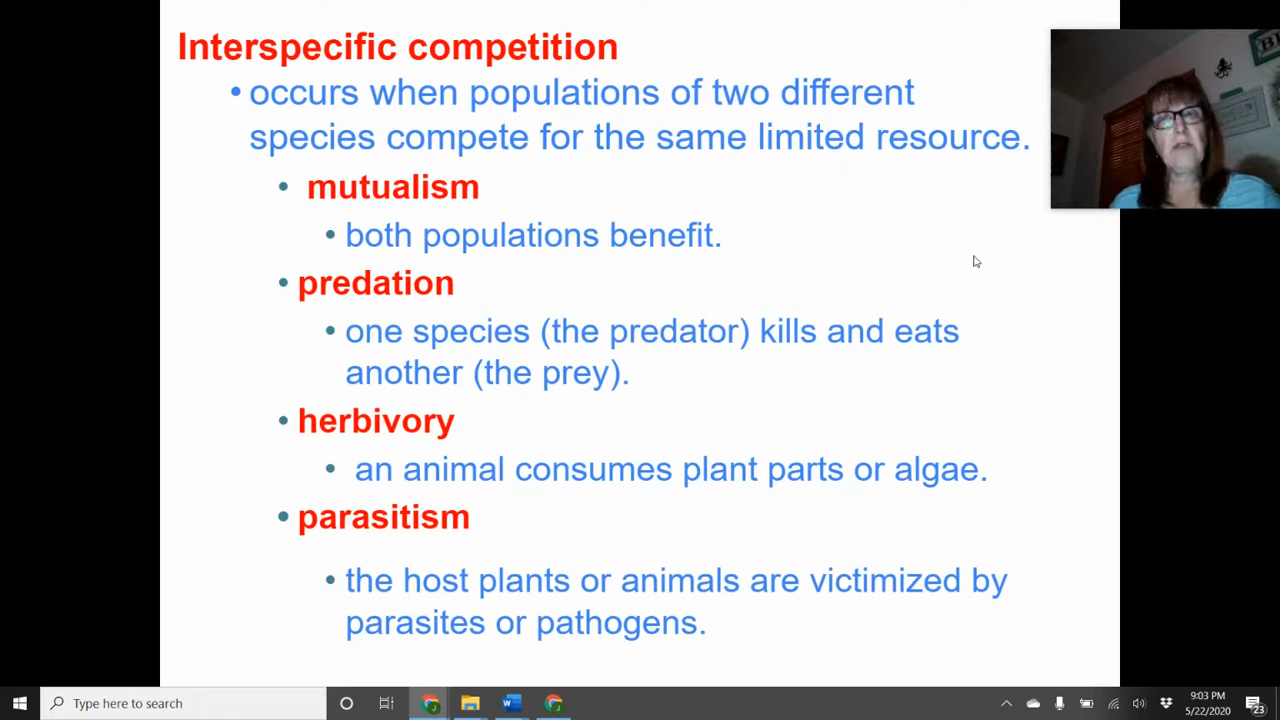 Interspecific competition
• occurs when populations of two different
species compete for the same limited resource.
• mutualism
• both populations benefit.
• predation
• one species (the predator) kills and eats
another (the prey).
• herbivory
• an animal consumes plant parts or algae.
• parasitism
• the host plants or animals are victimized by
parasites or pathogens.
Type here to search
9:03 PM
5/22/2020
23